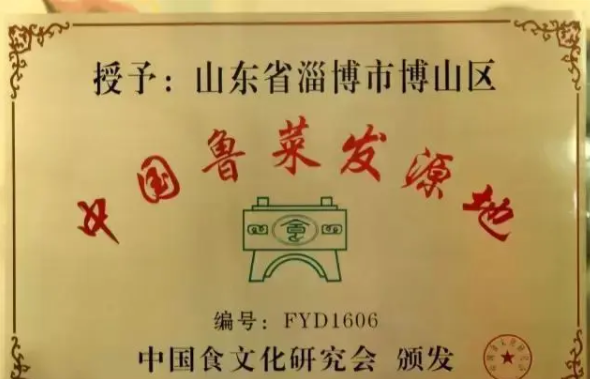 授予：山东省淄博市博山区
中国鲁菜发源地
食
编号：FYD1606
中国食文化研究会 颁发